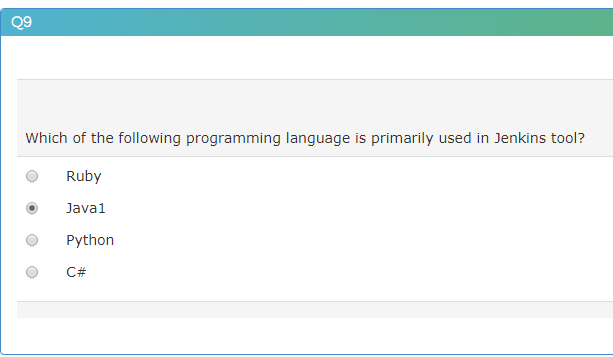 Q9
Which of the following programming language is primarily used in Jenkins tool?
Ruby
Java1
Python
C#